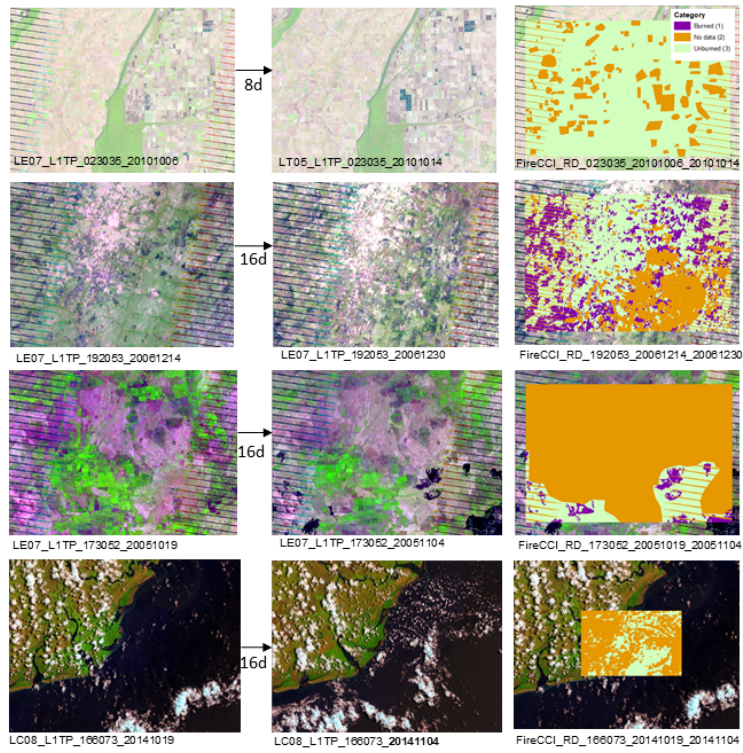 Category
Burned (1)
No data (2)
Unburned (3)
8d
LE07_L1TP_023035_20101006
LT05_L1TP_023035_20101014
FireCCI_RD_023035_20101006_20101014
16d
LE07_L1TP_192053_20061214
LE07_L1TP_192053_20061230
FireCCI_RD_192053_20061214_20061230
16d
LE07_L1TP_173052_20051019
LE07_L1TP_173052_20051104
FireCCI_RD_173052_20051019_20051104
16d
LC08_L1TP_166073_20141019
LC08_L1TP_166073_20141104
FireCCI_RD_166073_20141019_20141104